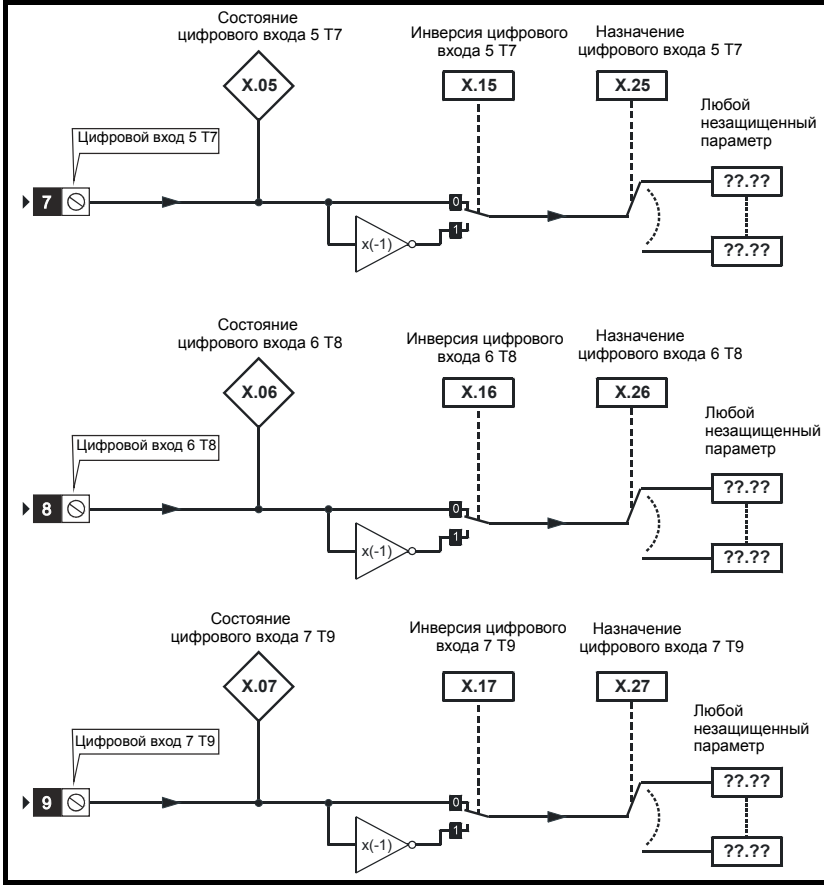 Состояние
цифрового входа 5 T7
Инверсия цифрового
входа 5 T7
Назначение
цифрового входа 5 T7
X.05
X.15
X.25
Любой
незащищенный
параметр
Цифровой вход 5 T7
??.??
7
0
1
x(-1)
??.??
Состояние
цифрового входа 6 T8
Инверсия цифрового
входа 6 T8
Назначение
цифрового входа 6 T8
X.06
X.16
X.26
Любой
незащищенный
параметр
Цифровой вход 6 T8
??.??
8
0
1
x(-1)
??.??
Состояние
цифрового входа 7 T9
Инверсия цифрового
входа 7 T9
Назначение
цифрового входа 7 T9
X.07
X.17
X.27
Любой
незащищенный
параметр
Цифровой вход 7 T9
??.??
9
0
1
x(-1)
??.??